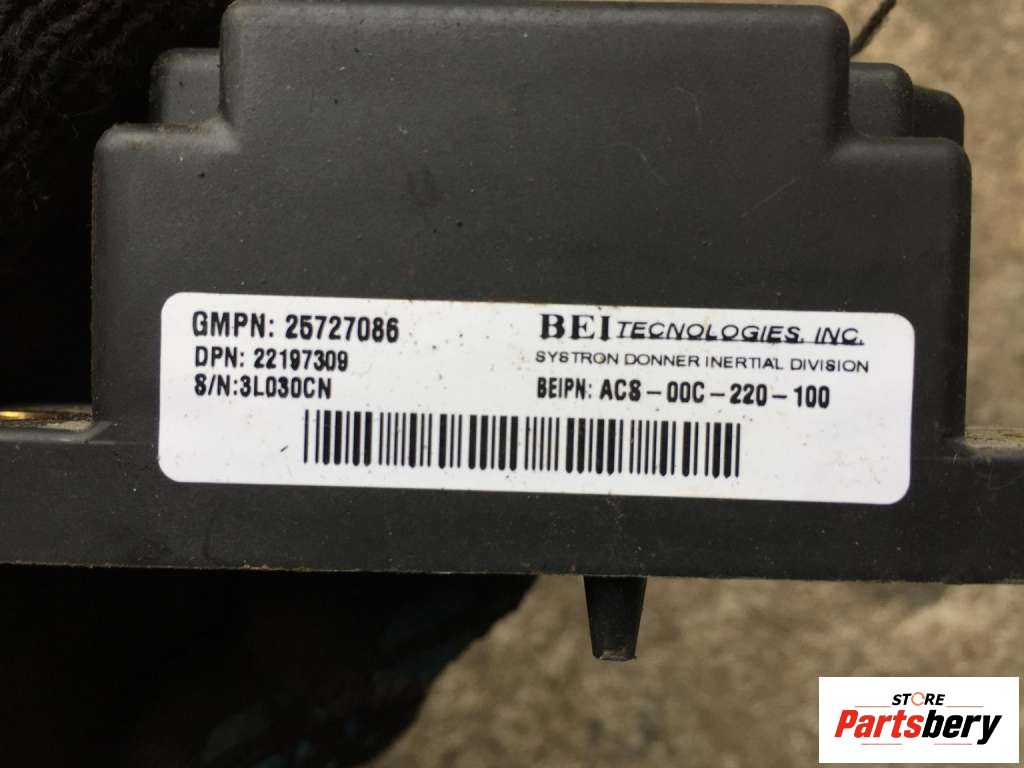 GMPN: 25727086
DPN: 22197309
S/N:3L030CN
BEI TECNOLOGIES, INC.
SYSTRON DONNER INERTIAL DIVISION
BEIPN: ACS-00C-220-100
STORE
Partsbery